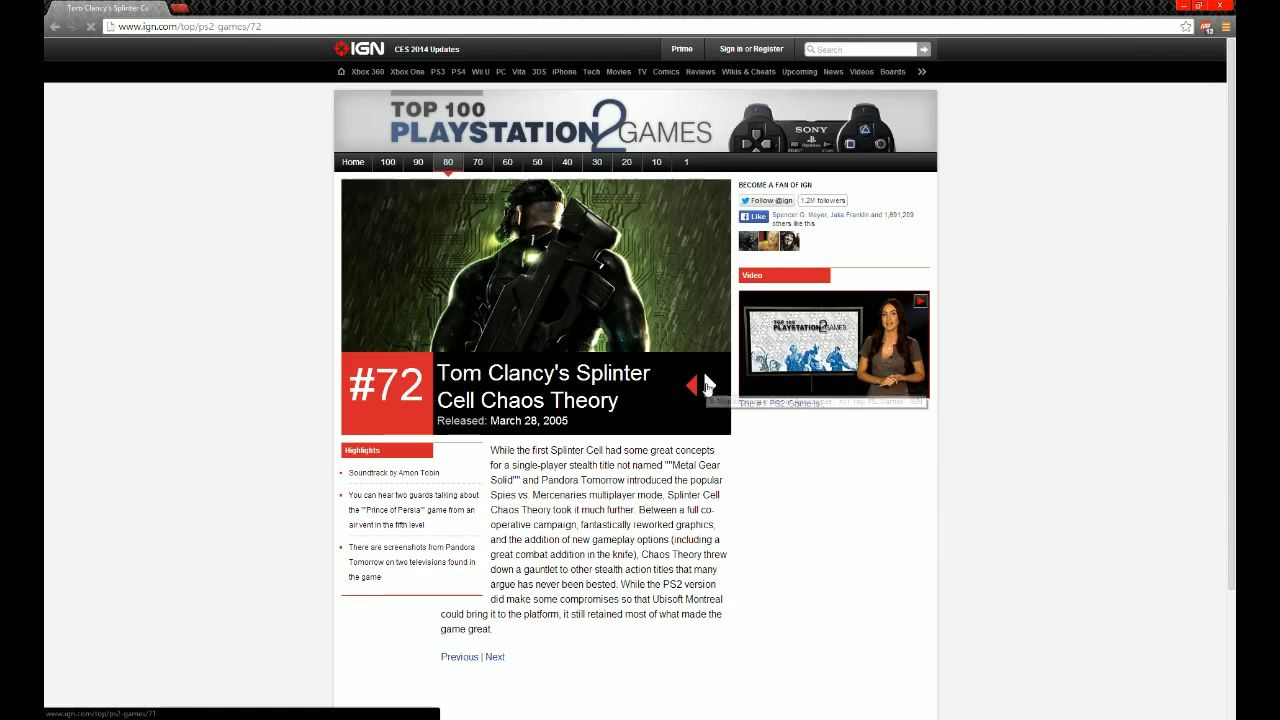 Tom Clancy's Splinter Ce
www.ign.com/top/ps2-games/72
12
IGN
CES 2014 Updates
Prime
Sign in or Register
Search
Xbox 360 Xbox One PS3 PS4 Wii U PC Vita 3DS iPhone Tech Movies TV Comics Reviews Wikis & Cheats Upcoming News Videos Boards
TOP 100
PLAYSTATION 2 GAMES
SONY
PlayStation
SELECT START
Home 100 90 80 70 60 50 40 30 20 10 1
#72
Tom Clancy's Splinter
Cell Chaos Theory
Released: March 28, 2005
Highlights
Soundtrack by Amon Tobin
You can hear two guards talking about
the ""Prince of Persia"" game from an
air vent in the fifth level
There are screenshots from Pandora
Tomorrow on two televisions found in
the game
While the first Splinter Cell had some great concepts
for a single-player stealth title not named ""Metal Gear
Solid"" and Pandora Tomorrow introduced the popular
Spies vs. Mercenaries multiplayer mode, Splinter Cell
Chaos Theory took it much further. Between a full co-
operative campaign, fantastically reworked graphics,
and the addition of new gameplay options (including a
great combat addition in the knife), Chaos Theory threw
down a gauntlet to other stealth action titles that many
argue has never been bested. While the PS2 version
did make some compromises so that Ubisoft Montreal
could bring it to the platform, it still retained most of what made the
game great.
Previous | Next
BECOME A FAN OF IGN
Follow @ign
1.2M followers
Like
Spencer G. Meyer, Jake Franklin and 1,691,209
others like this.
Video
TOP 100
PLAYSTATION 2 GAMES
The #1 PS2 Game is...
www.ign.com/top/ps2-games/71